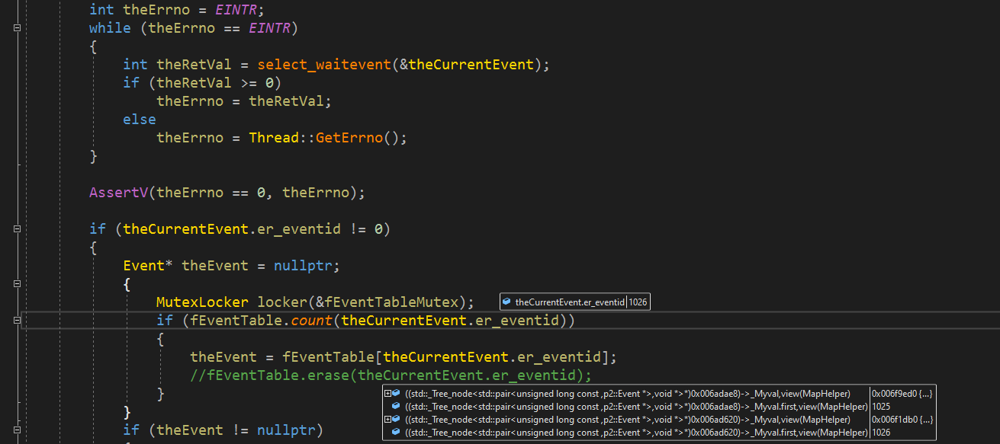 int theErrno = EINTR;
while (theErrno == EINTR)
{
int theRetVal = select_waitevent(&theCurrentEvent);
if (theRetVal >= 0)
theErrno = theRetVal;
else
theErrno = Thread::GetErrno();
}
AssertV(theErrno == 0, theErrno);
if (theCurrentEvent.er_eventid != 0)
{
Event* theEvent = nullptr;
{
MutexLocker locker(&fEventTableMutex);
theCurrentEvent.er_eventid 1026
if (fEventTable.count(theCurrentEvent.er_eventid))
{
theEvent = fEventTable[theCurrentEvent.er_eventid];
//fEventTable.erase(theCurrentEvent.er_eventid);
}
((std::_Tree_node<std::pair<unsigned long const ,p2::Event *>,void *>*)0x006adae8)->_Myval,view(MapHelper) 0x006f9ed0 {...}
((std::_Tree_node<std::pair<unsigned long const ,p2::Event *>,void *>*)0x006adae8)->_Myval.first,view(MapHelper) 1025
}
((std::_Tree_node<std::pair<unsigned long const ,p2::Event *>,void *>*)0x006ad620)->_Myval,view(MapHelper) 0x006f1db0 {...}
if (theEvent != nullptr)
((std::_Tree_node<std::pair<unsigned long const ,p2::Event *>,void *>*)0x006ad620)->_Myval.first,view(MapHelper) 1026